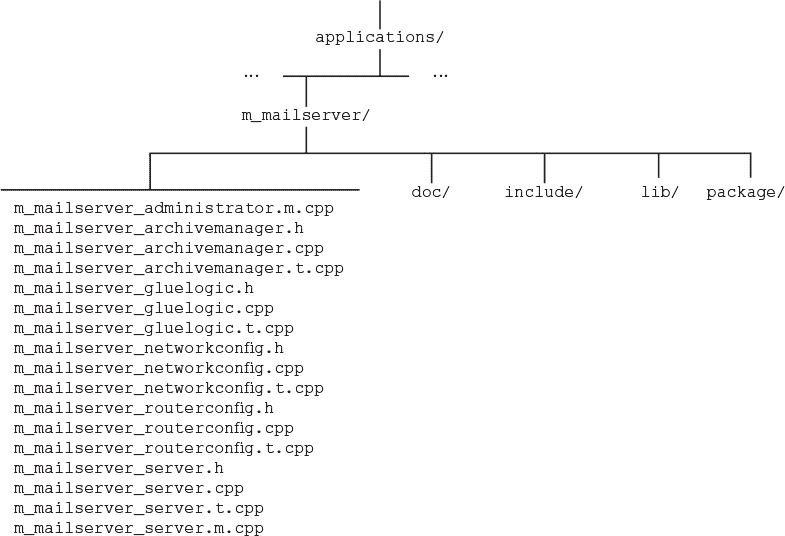 applications/
... ...
m_mailserver/
doc/ include/ lib/ package/
m_mailserver_administrator.m.cpp
m_mailserver_archivemanager.h
m_mailserver_archivemanager.cpp
m_mailserver_archivemanager.t.cpp
m_mailserver_gluelogic.h
m_mailserver_gluelogic.cpp
m_mailserver_gluelogic.t.cpp
m_mailserver_networkconfig.h
m_mailserver_networkconfig.cpp
m_mailserver_networkconfig.t.cpp
m_mailserver_routerconfig.h
m_mailserver_routerconfig.cpp
m_mailserver_routerconfig.t.cpp
m_mailserver_server.h
m_mailserver_server.cpp
m_mailserver_server.t.cpp
m_mailserver_server.m.cpp